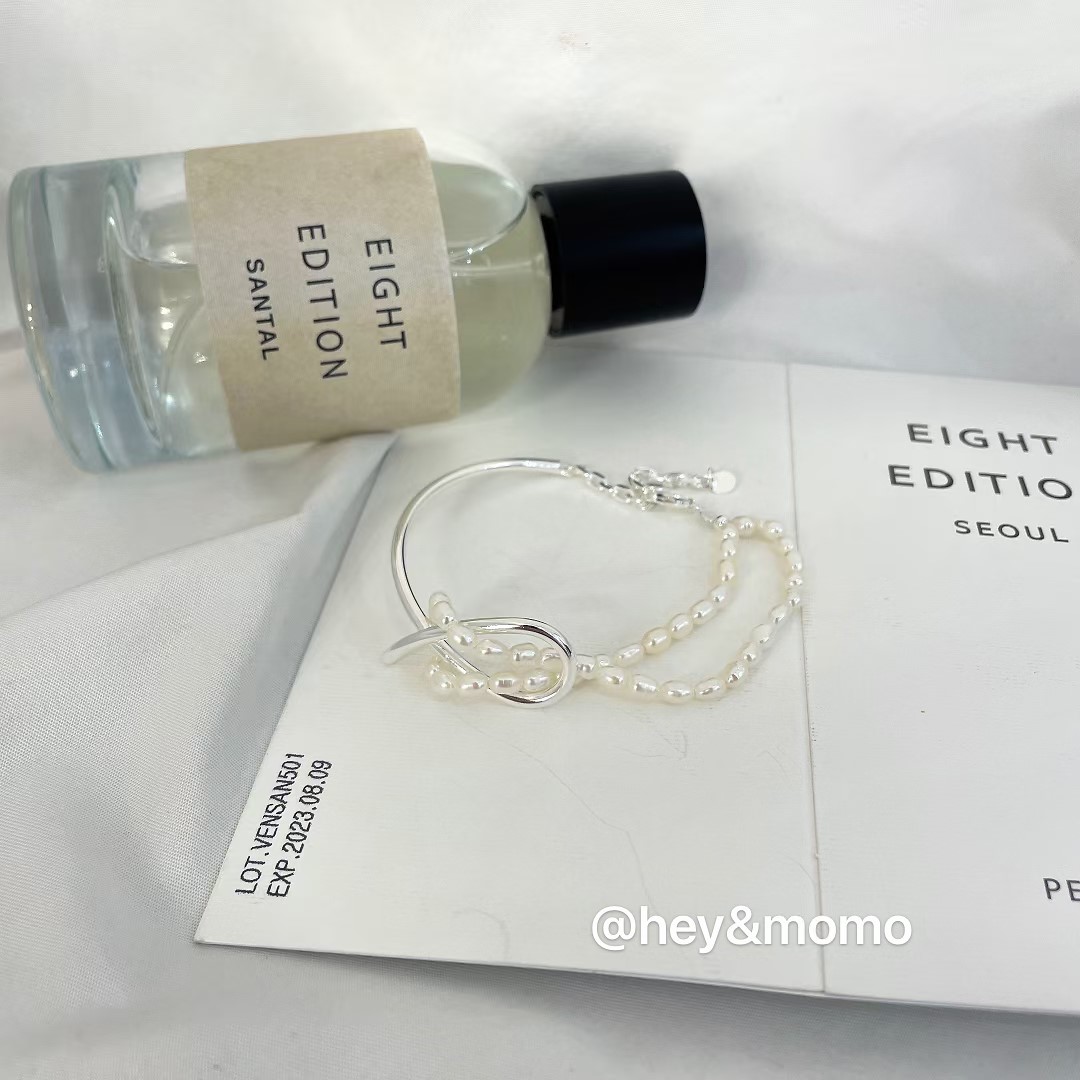 EIGHT
EDITION
SANTAL
EIGHT
EDITIO
SEOUL
LOT.VENSAN501
EXP.2023.08.09
PE
@hey&momo